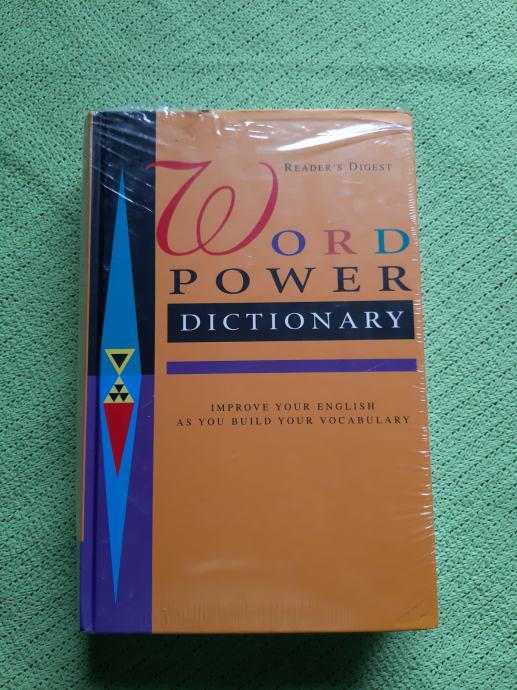 READER'S DIGEST
WORD
POWER
DICTIONARY
IMPROVE YOUR ENGLISH
AS YOU BUILD YOUR VOCABULARY